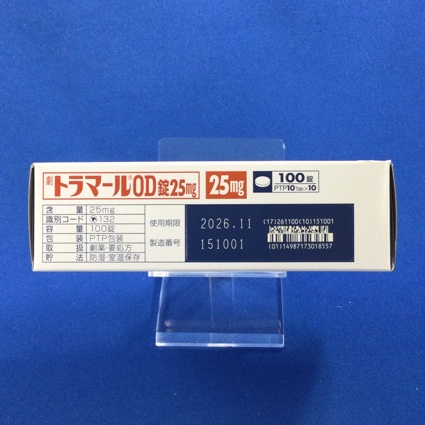 劇 トラマール®OD錠25mg 25mg 100錠
PTP10Tab.×10
含量 25mg
識別コード 132
容量 100錠
包装 PTP包装
取扱 劇薬・要処方
貯法 防湿・室温保存
使用期限 2026.11
製造番号 151001
(17)261100(10)151001
(01)14987173018557